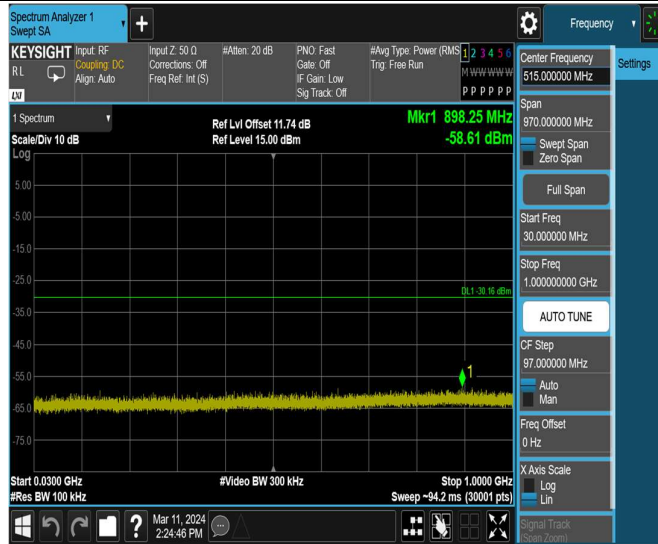 Spectrum Analyzer 1
Swept SA
+
Frequency
KEYSIGHT
RL
LXI
Input: RF
Coupling: DC
Align: Auto
Input Z: 50 Ω
Corrections: Off
Freq Ref: Int (S)
#Atten: 20 dB
PNO: Fast
Gate: Off
IF Gain: Low
Sig Track: Off
#Avg Type: Power (RMS
Trig: Free Run
1 2 3 4 5 6
M W W W W W
P P P P P P
1 Spectrum
Scale/Div 10 dB
Ref Lvl Offset 11.74 dB
Ref Level 15.00 dBm
Mkr1 898.25 MHz
-58.61 dBm
Log
5.00
-5.00
-15.0
-25.0
-35.0
-45.0
-55.0
-65.0
-75.0
DL1 -30.16 dBm
1
Start 0.0300 GHz
#Res BW 100 kHz
#Video BW 300 kHz
Stop 1.0000 GHz
Sweep ~94.2 ms (30001 pts)
?
Mar 11, 2024
2:24:46 PM
Center Frequency
515.000000 MHz
Settings
Span
970.000000 MHz
Swept Span
Zero Span
Full Span
Start Freq
30.000000 MHz
Stop Freq
1.000000000 GHz
AUTO TUNE
CF Step
97.000000 MHz
Auto
Man
Freq Offset
0 Hz
X Axis Scale
Log
Lin
Signal Track
(Span Zoom)